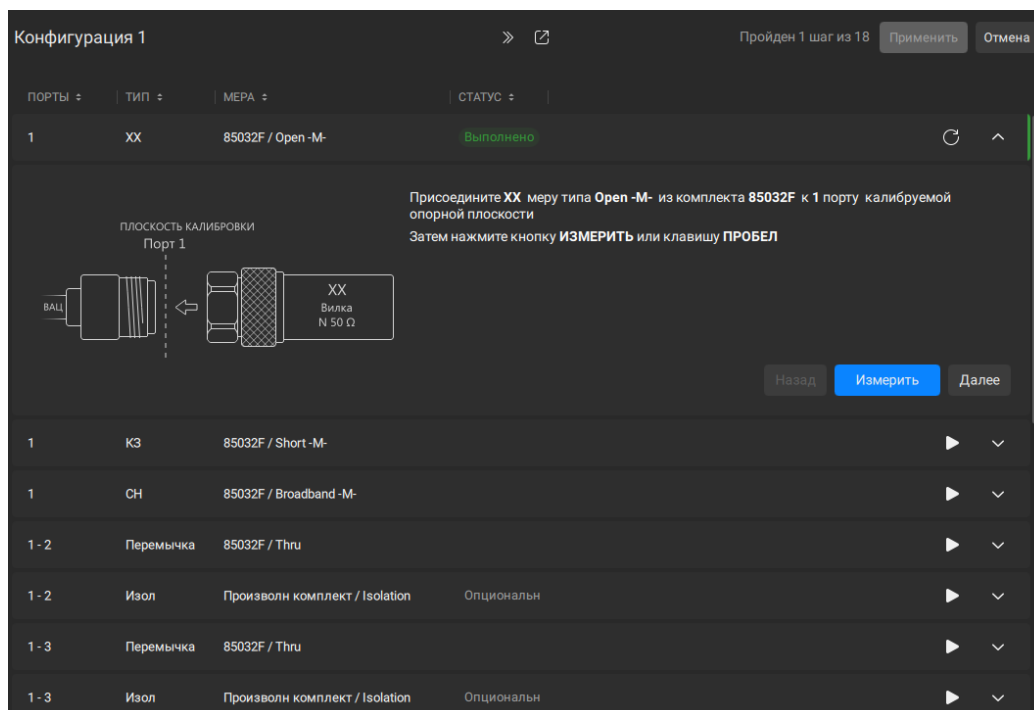 Конфигурация 1
Пройден 1 шаг из 18 Применить Отмена
ПОРТЫ ТИП МЕРА СТАТУС
1 XX 85032F / Open -M- Выполнено
Присоедините XX меру типа Open -M- из комплекта 85032F к 1 порту калибруемой
опорной плоскости
Затем нажмите кнопку ИЗМЕРИТЬ или клавишу ПРОБЕЛ
ПЛОСКОСТЬ КАЛИБРОВКИ
Порт 1
ВАЦ
XX
Вилка
N 50 Ω
Назад Измерить Далее
1 КЗ 85032F / Short -M-
1 СН 85032F / Broadband -M-
1 - 2 Перемычка 85032F / Thru
1 - 2 Изол Произволн комплект / Isolation Опциональн
1 - 3 Перемычка 85032F / Thru
1 - 3 Изол Произволн комплект / Isolation Опциональн